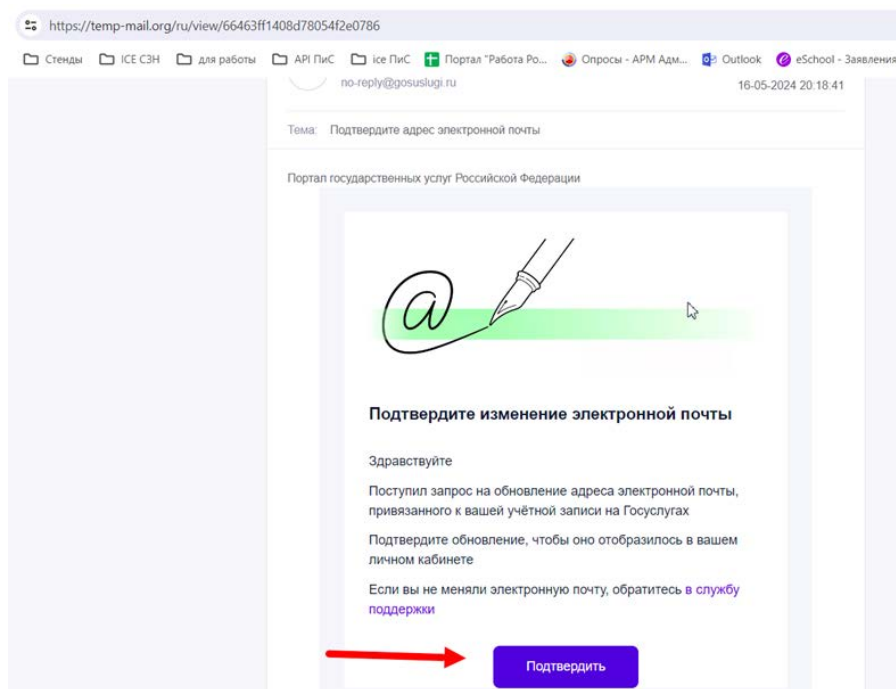 https://temp-mail.org/ru/view/66463ff1408d78054f2e0786
Стенды ICE СЗН для работы API ПиС ice ПиС Портал "Работа Ро... Опросы - АРМ Адм... Outlook eSchool - Заявления
no-reply@gosuslugi.ru 16-05-2024 20:18:41
Тема: Подтвердите адрес электронной почты
Портал государственных услуг Российской Федерации
Подтвердите изменение электронной почты
Здравствуйте
Поступил запрос на обновление адреса электронной почты,
привязанного к вашей учётной записи на Госуслугах
Подтвердите обновление, чтобы оно отобразилось в вашем
личном кабинете
Если вы не меняли электронную почту, обратитесь в службу
поддержки
Подтвердить